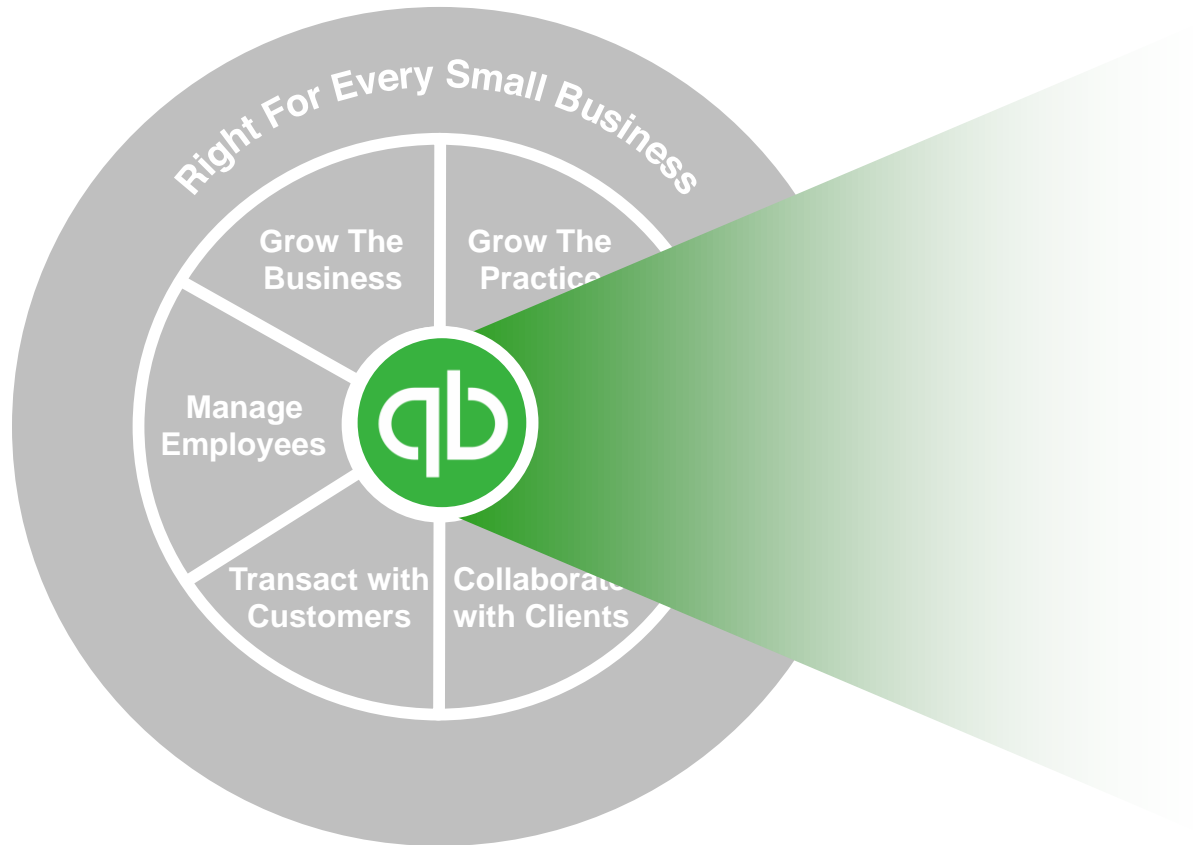 Right For Every Small Business
Grow The
Business
Grow The
Practice
Manage
Employees
qb
Transact with
Customers
Collaborate
with Clients